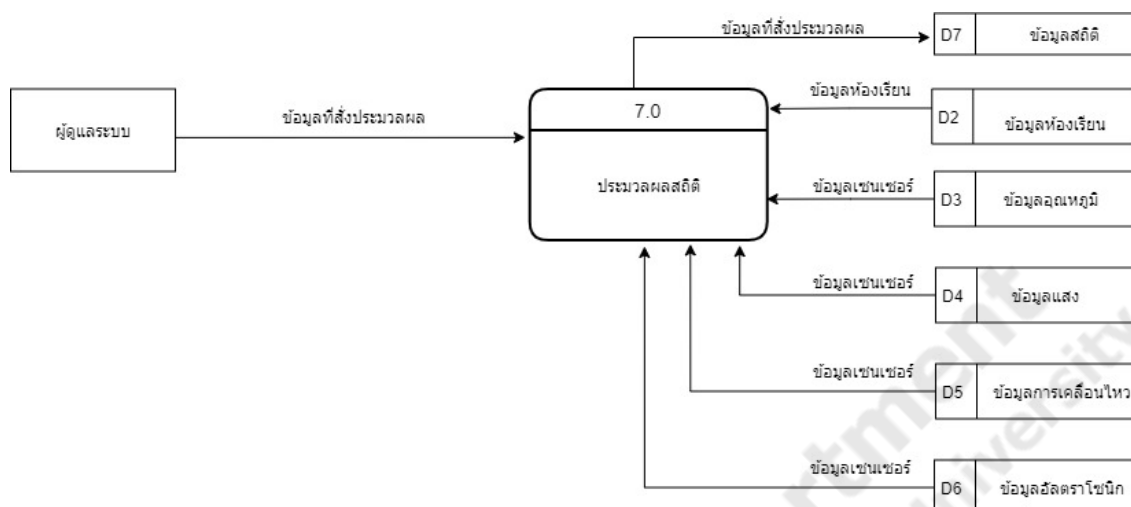 ข้อมูลที่สั่งประมวลผล
D7 ข้อมูลสถิติ
ผู้ดูแลระบบ
ข้อมูลที่สั่งประมวลผล
7.0
ประมวลผลสถิติ
ข้อมูลห้องเรียน
D2 ข้อมูลห้องเรียน
ข้อมูลเซนเซอร์
D3 ข้อมูลอุณหภูมิ
ข้อมูลเซนเซอร์
D4 ข้อมูลแสง
ข้อมูลเซนเซอร์
D5 ข้อมูลการเคลื่อนไหว
ข้อมูลเซนเซอร์
D6 ข้อมูลอัลตราโซนิก
University